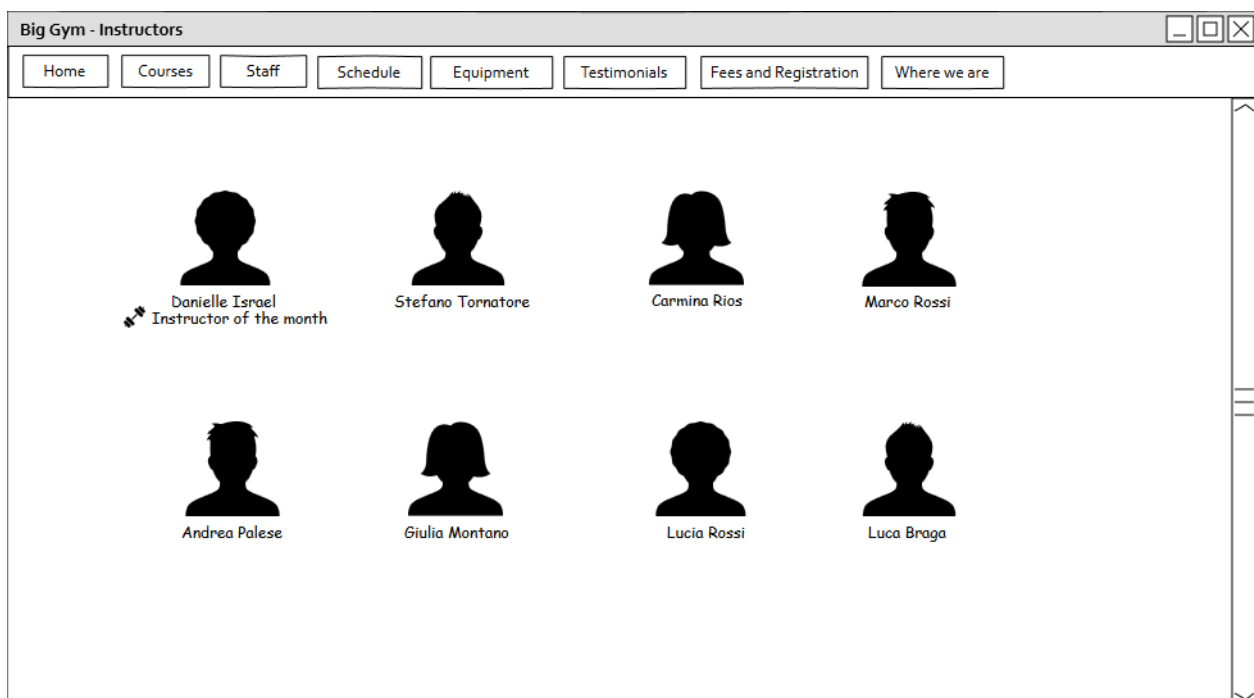 Big Gym - Instructors
Home Courses Staff Schedule Equipment Testimonials Fees and Registration Where we are
Danielle Israel Stefano Tornatore Carmina Rios Marco Rossi
Instructor of the month
Andrea Palese Giulia Montano Lucia Rossi Luca Braga